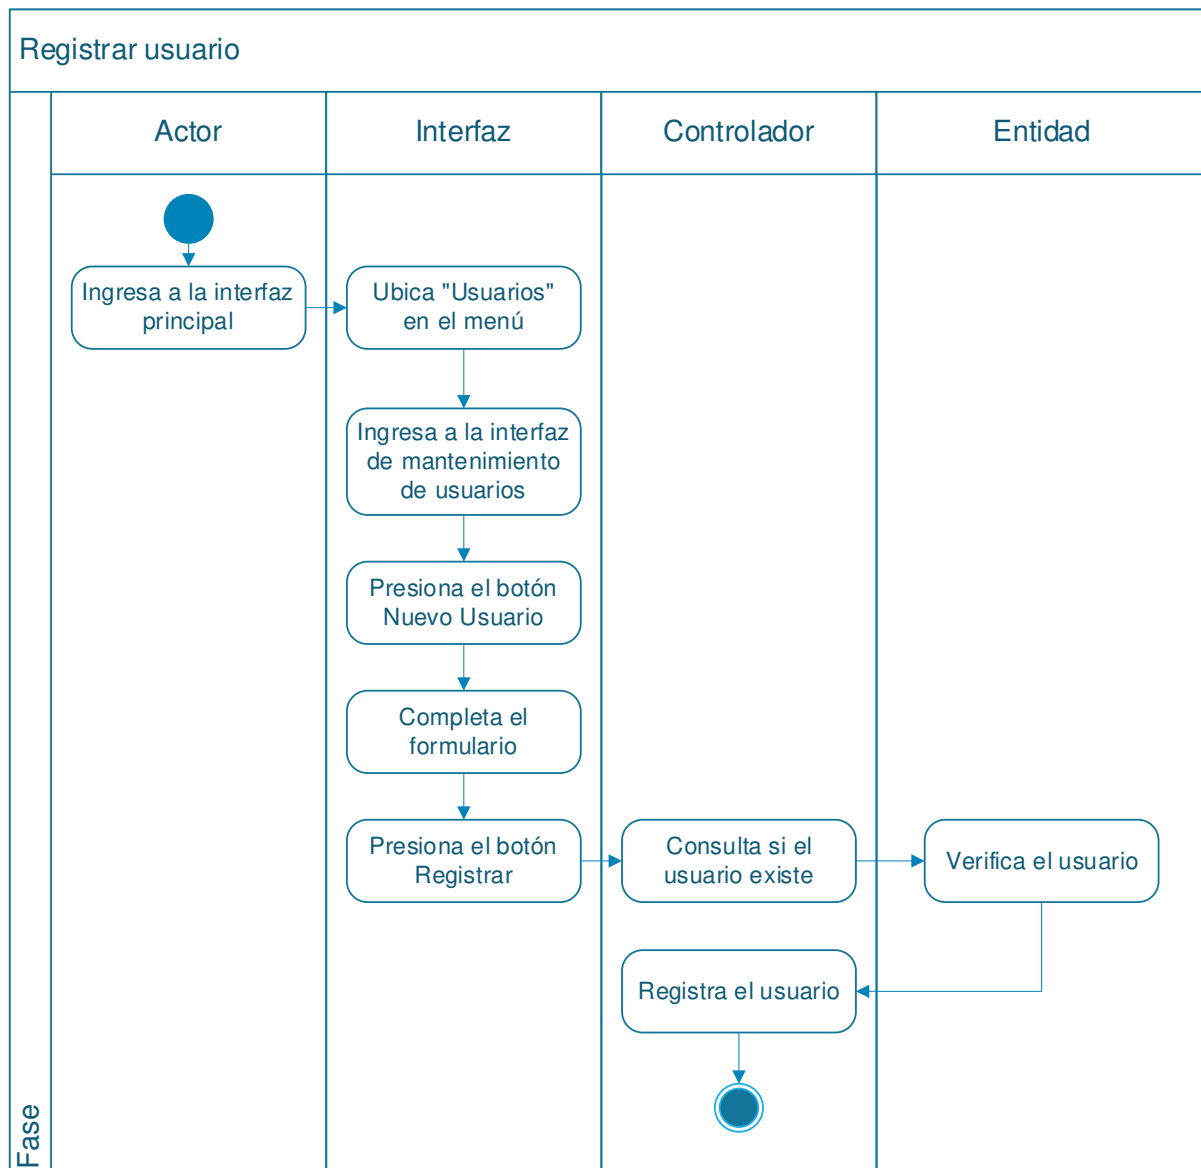 Registrar usuario
Actor
Interfaz
Controlador
Entidad
Ingresa a la interfaz
principal
Ubica "Usuarios"
en el menú
Ingresa a la interfaz
de mantenimiento
de usuarios
Presiona el botón
Nuevo Usuario
Completa el
formulario
Presiona el botón
Registrar
Consulta si el
usuario existe
Verifica el usuario
Registra el usuario
Fase